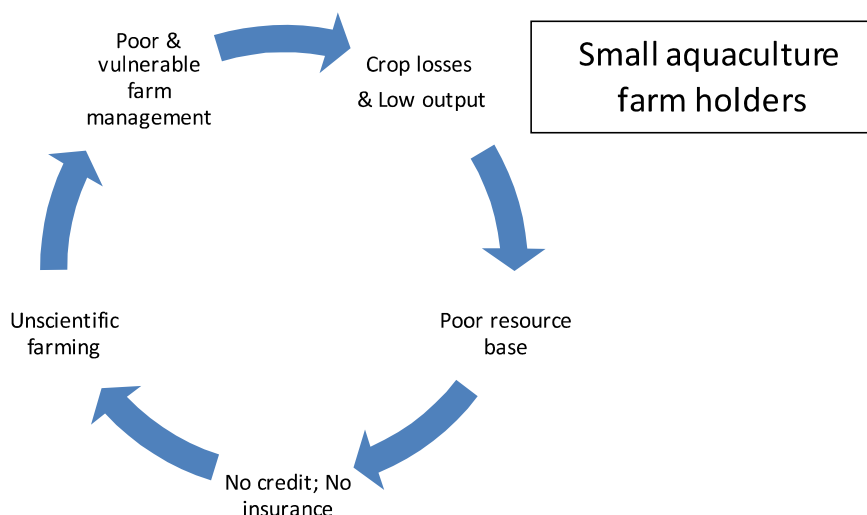 Poor &
vulnerable
farm
management
Crop losses
& Low output
Small aquaculture
farm holders
Poor resource
base
No credit; No
insurance
Unscientific
farming